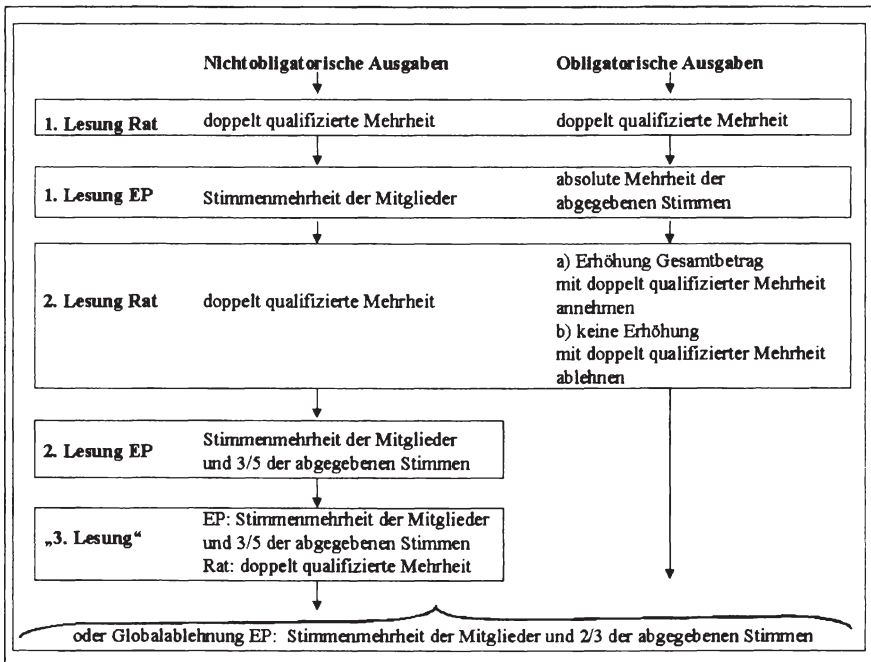 Nichtobligatorische Ausgaben
Obligatorische Ausgaben
1. Lesung Rat
doppelt qualifizierte Mehrheit
doppelt qualifizierte Mehrheit
1. Lesung EP
Stimmenmehrheit der Mitglieder
absolute Mehrheit der
abgegebenen Stimmen
2. Lesung Rat
doppelt qualifizierte Mehrheit
a) Erhöhung Gesamtbetrag
mit doppelt qualifizierter Mehrheit
annehmen
b) keine Erhöhung
mit doppelt qualifizierter Mehrheit
ablehnen
2. Lesung EP
Stimmenmehrheit der Mitglieder
und 3/5 der abgegebenen Stimmen
„3. Lesung“
EP: Stimmenmehrheit der Mitglieder
und 3/5 der abgegebenen Stimmen
Rat: doppelt qualifizierte Mehrheit
oder Globalablehnung EP: Stimmenmehrheit der Mitglieder und 2/3 der abgegebenen Stimmen